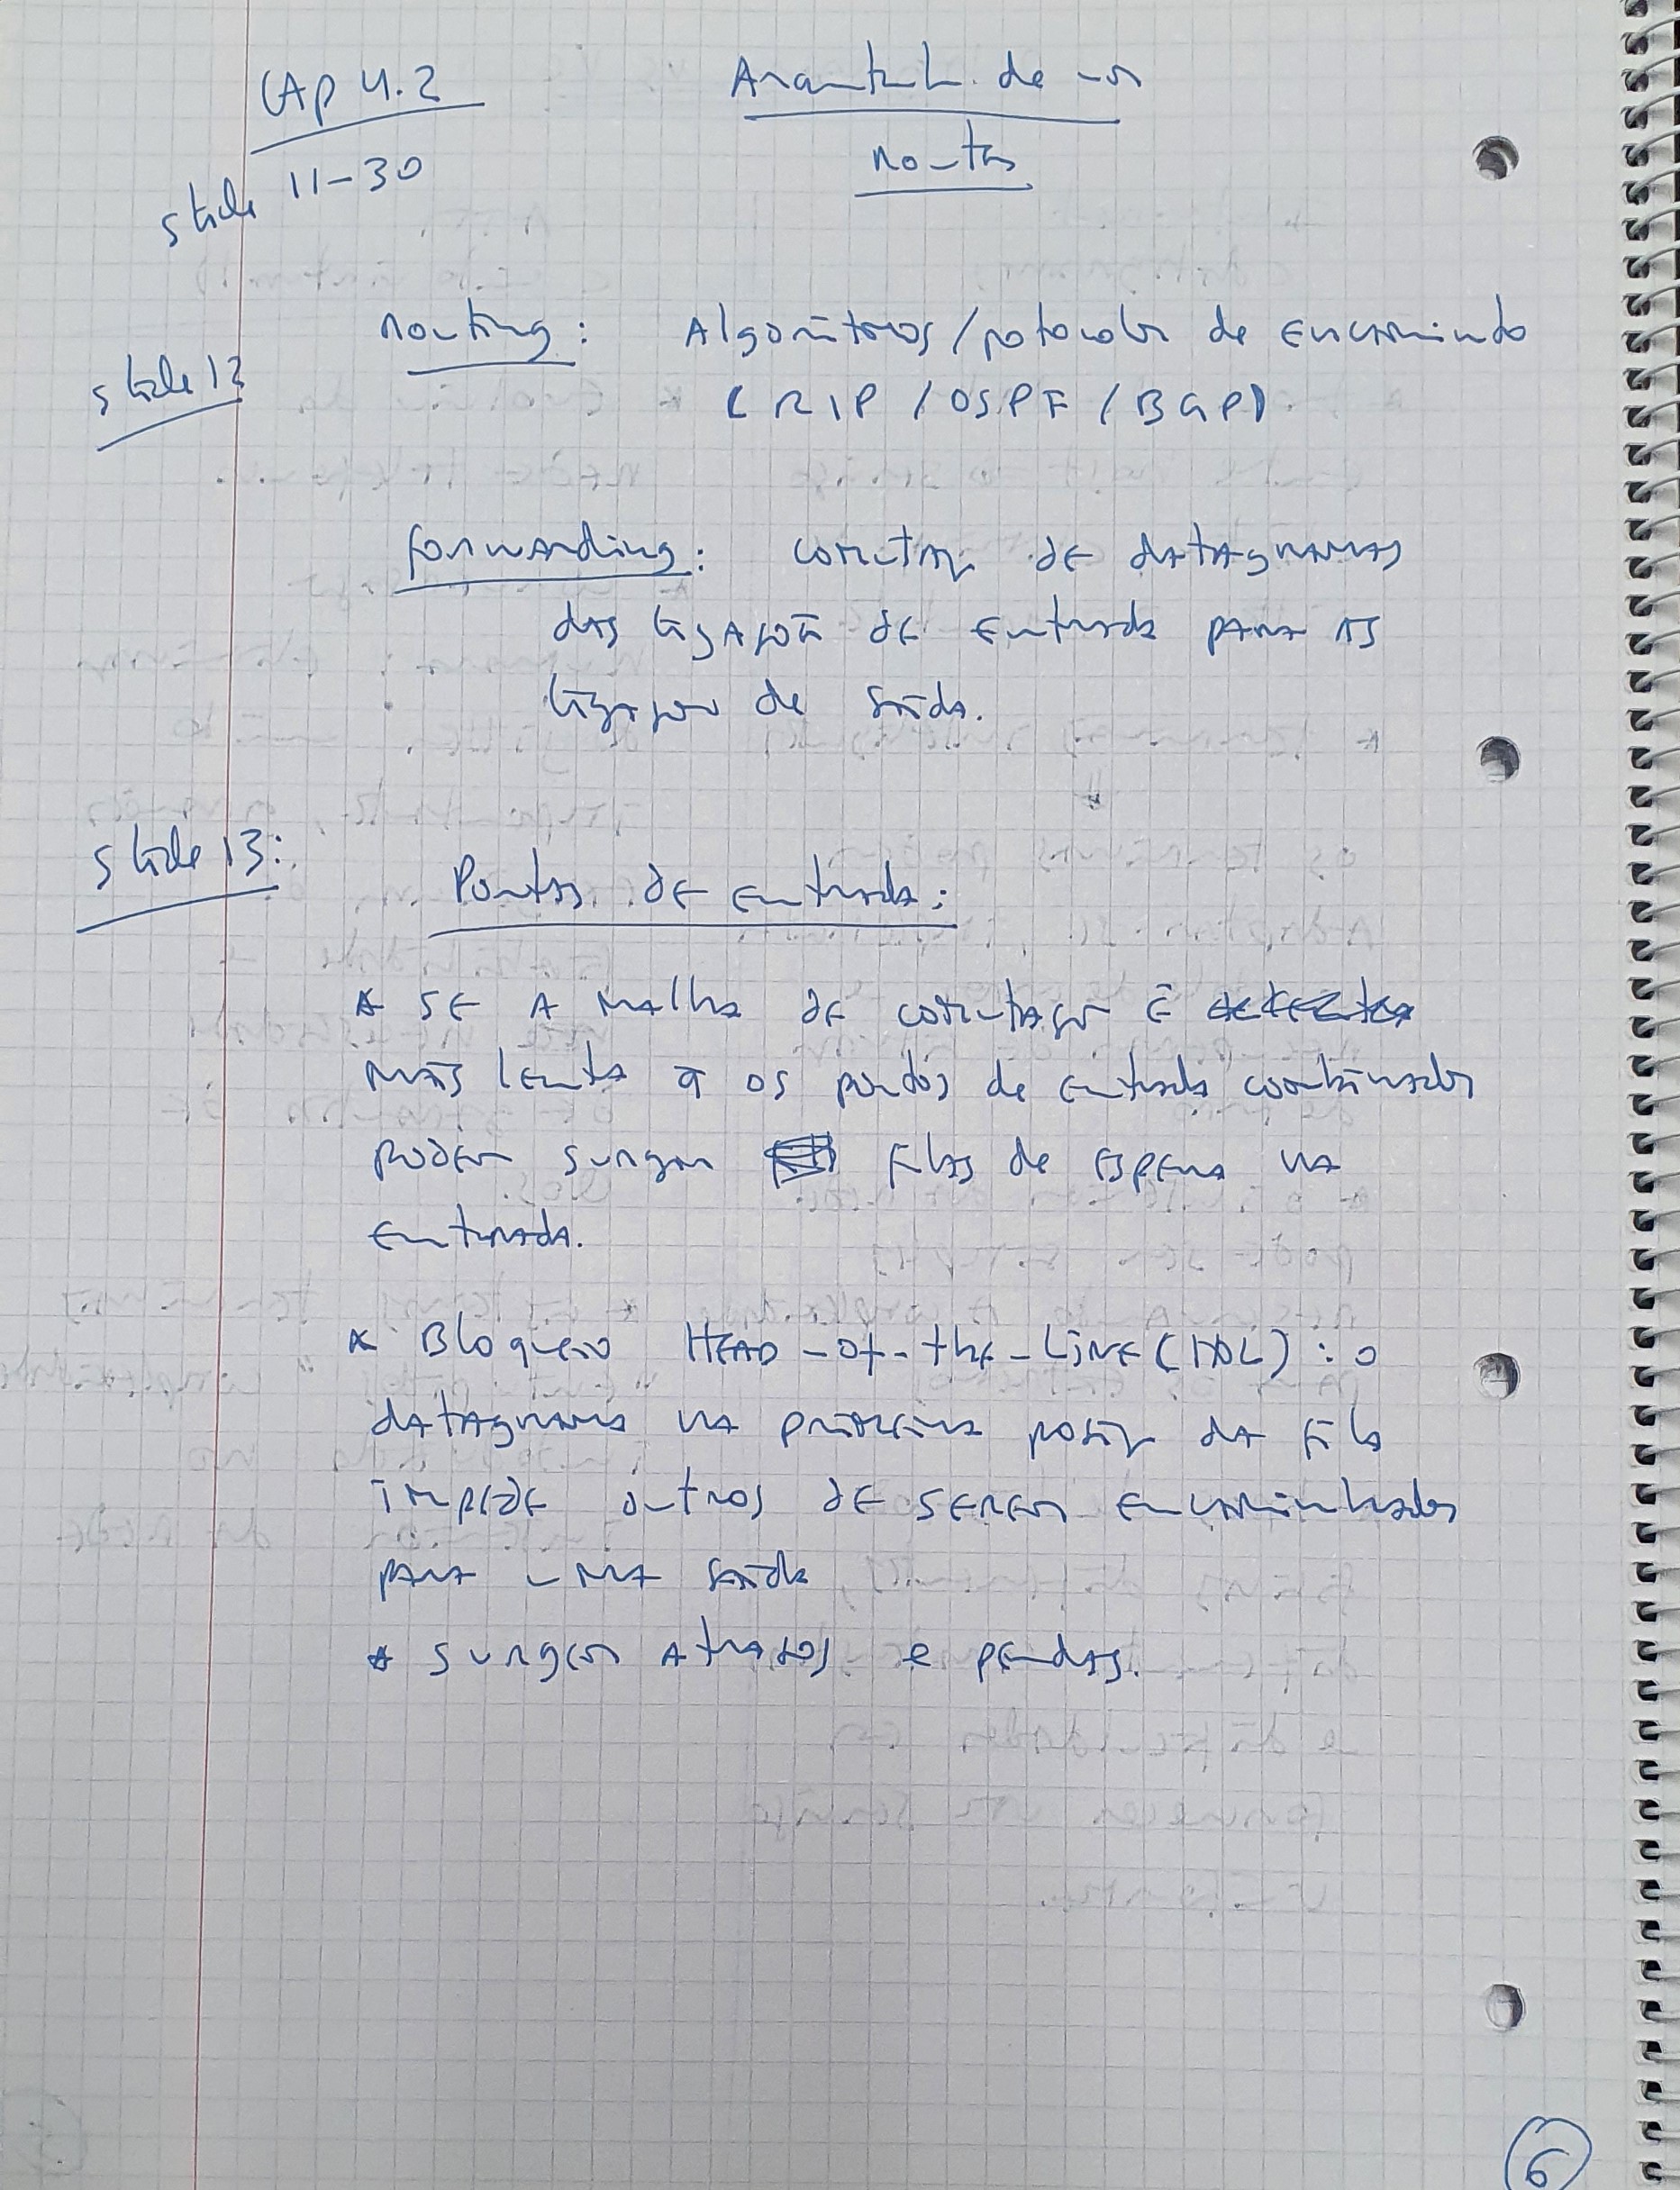 CAP 4.2
Arquitetura de um
router
slide 11-30
slide 12
routing: Algoritmos/protocolos de encaminhamento
(RIP/OSPF/BGP)
forwarding: comutação de datagramas
das ligações de entrada para as
ligações de saída.
slide 13:
Portas de entrada:
* SE A malha de comutação é
mais lenta q os portos de entrada combinados
podem surgir filas de espera na
entrada.
* Bloqueio HEAD-of-the-Line (HOL): o
datagrama na primeira posição da fila
impede outros de serem encaminhados
para uma saída
* surgem atrasos e perdas.
6